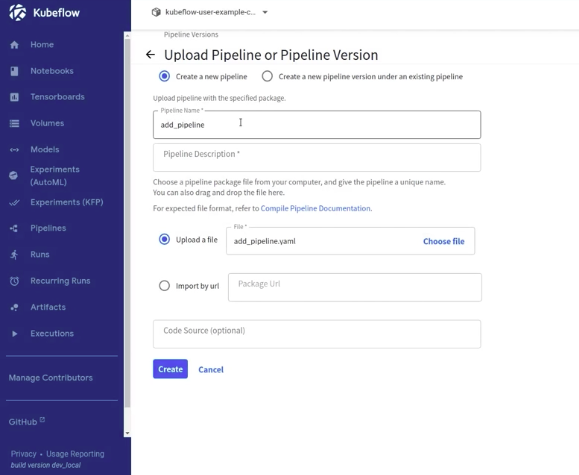 Kubeflow
Home
Notebooks
Tensorboards
Volumes
Models
Experiments
(AutoML)
Experiments (KFP)
Pipelines
Runs
Recurring Runs
Artifacts
Executions
Manage Contributors
GitHub
Privacy • Usage Reporting
build version dev_local
kubeflow-user-example-c...
Pipeline Versions
Upload Pipeline or Pipeline Version
Create a new pipeline
Create a new pipeline version under an existing pipeline
Upload pipeline with the specified package.
Pipeline Name *
add_pipeline
Pipeline Description *
Choose a pipeline package file from your computer, and give the pipeline a unique name.
You can also drag and drop the file here.
For expected file format, refer to Compile Pipeline Documentation.
Upload a file
File *
add_pipeline.yaml
Choose file
Import by url
Package Url
Code Source (optional)
Create
Cancel